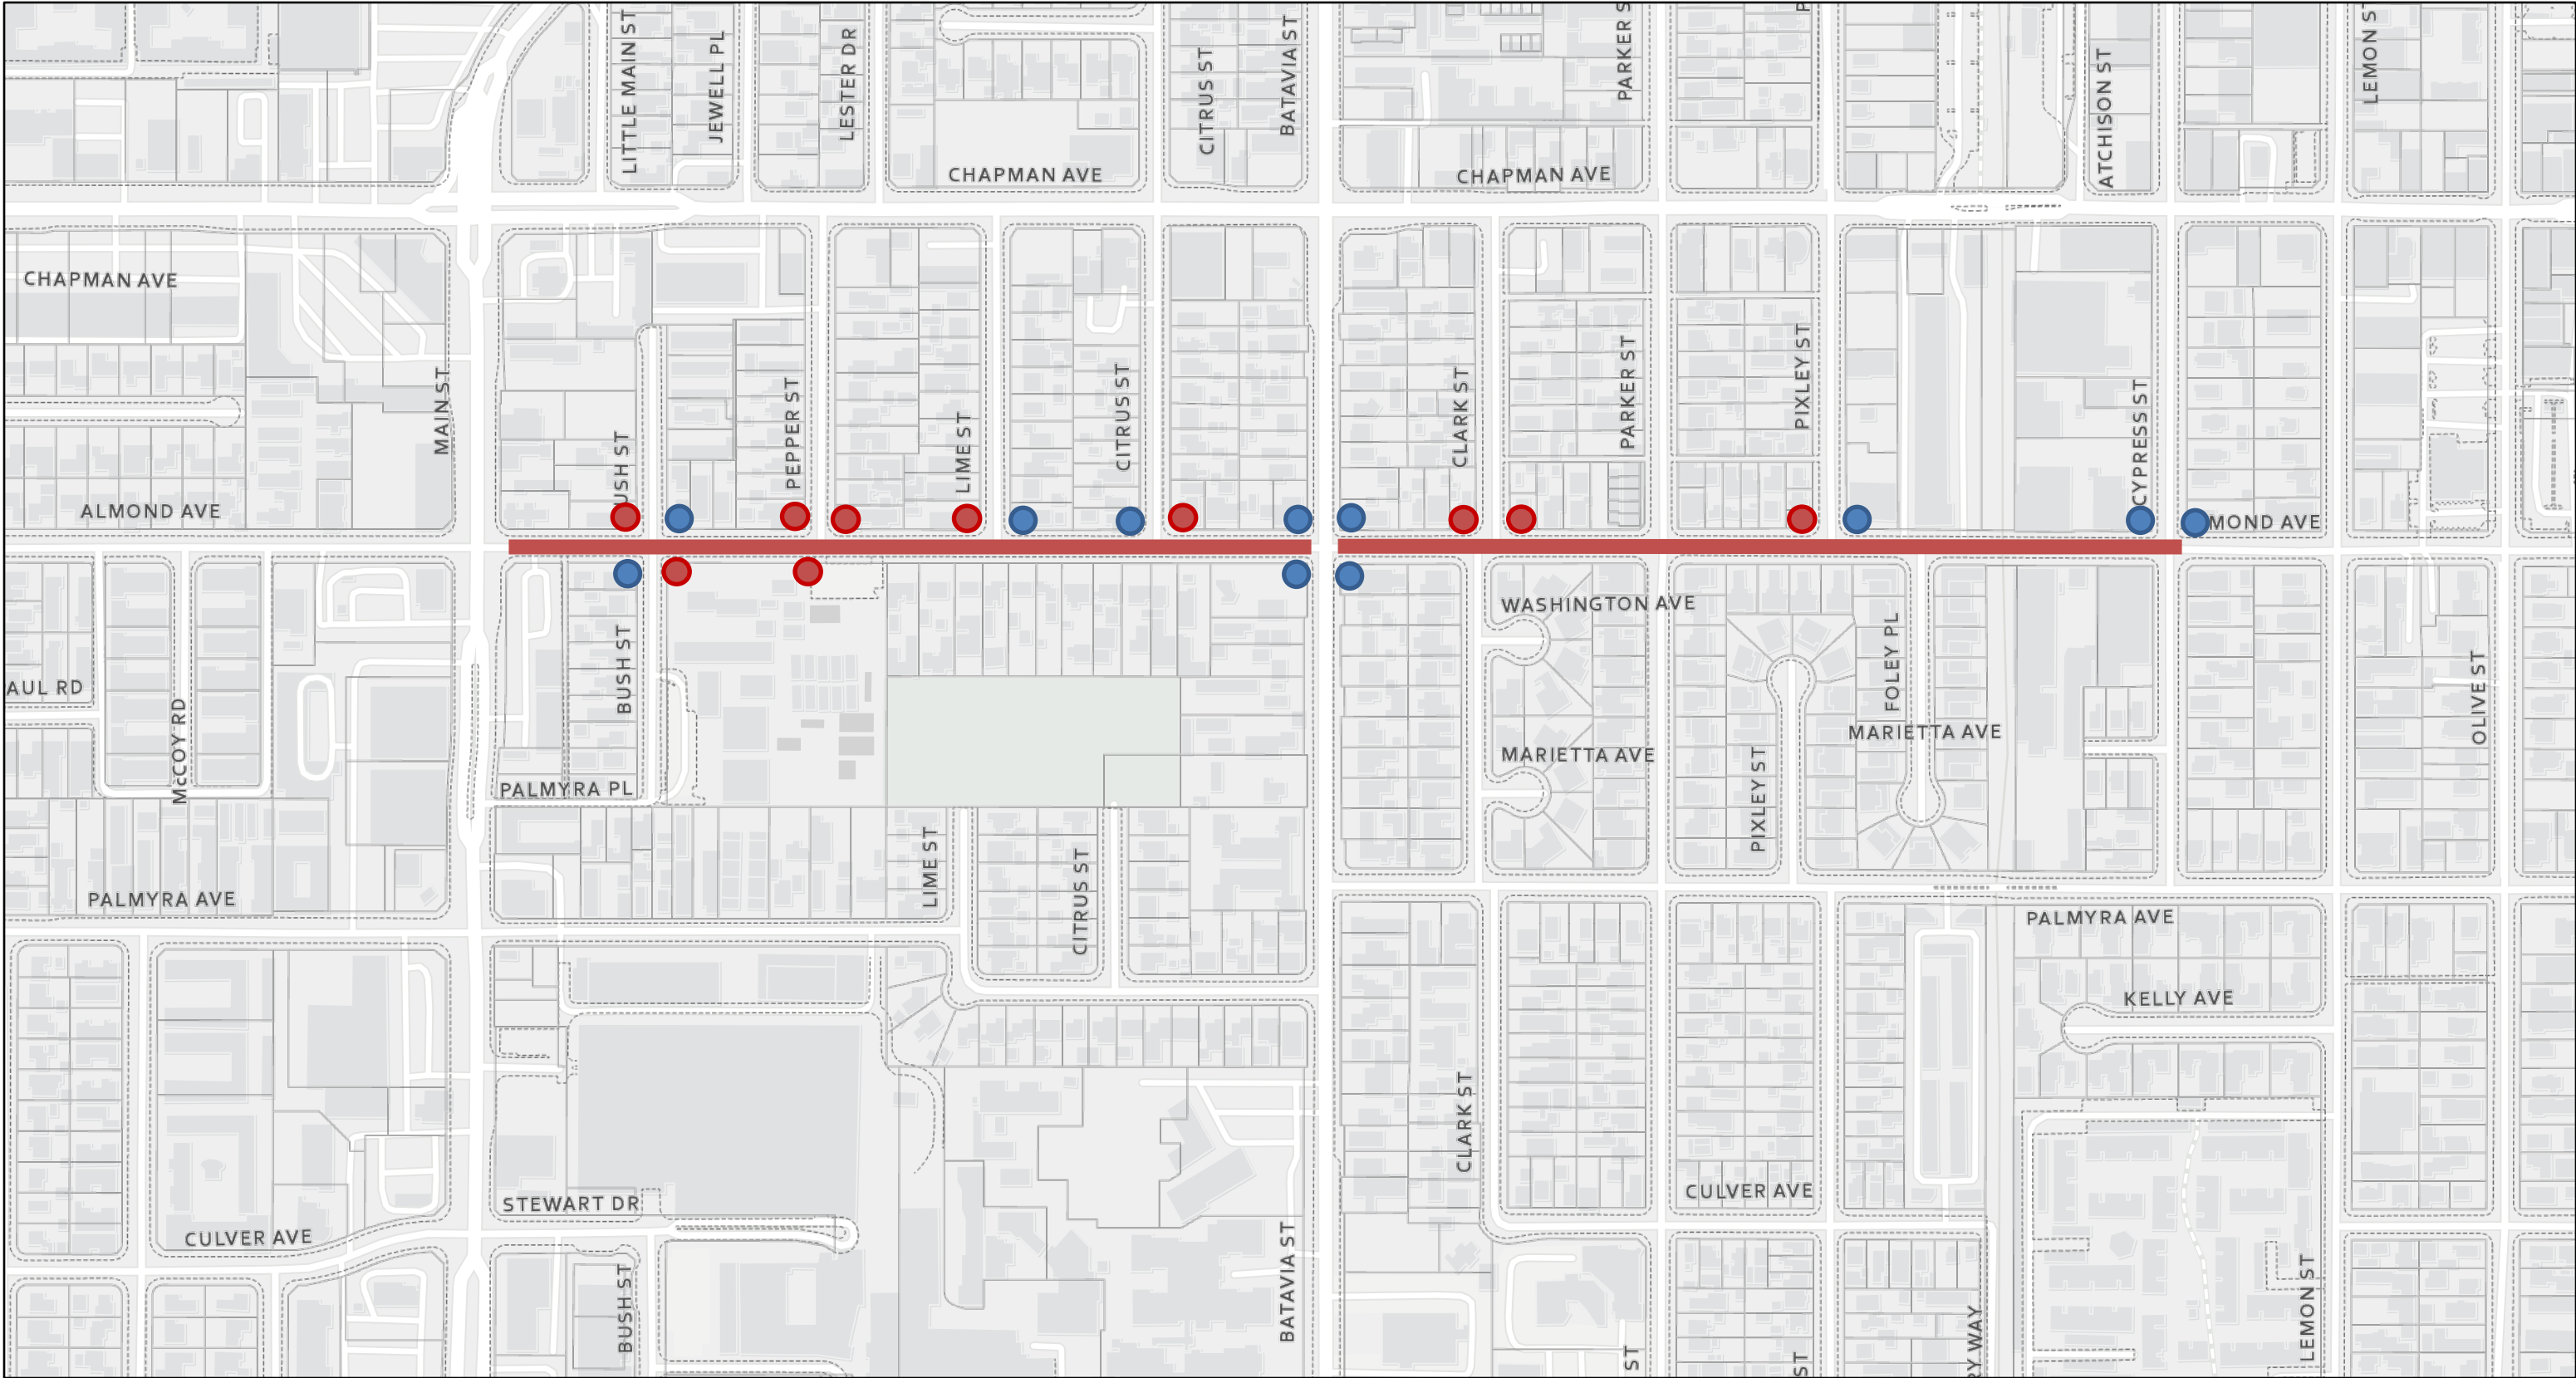 LITTLE MAIN ST
JEWELL PL
LESTER DR
CITRUS ST
BATAVIA ST
PARKER S
ATCHISON ST
LEMON S
CHAPMAN AVE
CHAPMAN AVE
CHAPMAN AVE
MAIN ST
USH ST
PEPPER ST
LIME ST
CITRUS ST
CLARK ST
PARKER ST
PIXLEY ST
CYPRESS ST
ALMOND AVE
MOND AVE
WASHINGTON AVE
BUSH ST
FOLEY PL
OLIVE ST
AUL RD
McCOY RD
MARIETTA AVE
MARIETTA AVE
PIXLEY ST
PALMYRA PL
LIME ST
CITRUS ST
PALMYRA AVE
PALMYRA AVE
KELLY AVE
CLARK ST
CULVER AVE
STEWART DR
CULVER AVE
BUSH ST
BATAVIA ST
LEMON ST
ST
ST
RY WAY